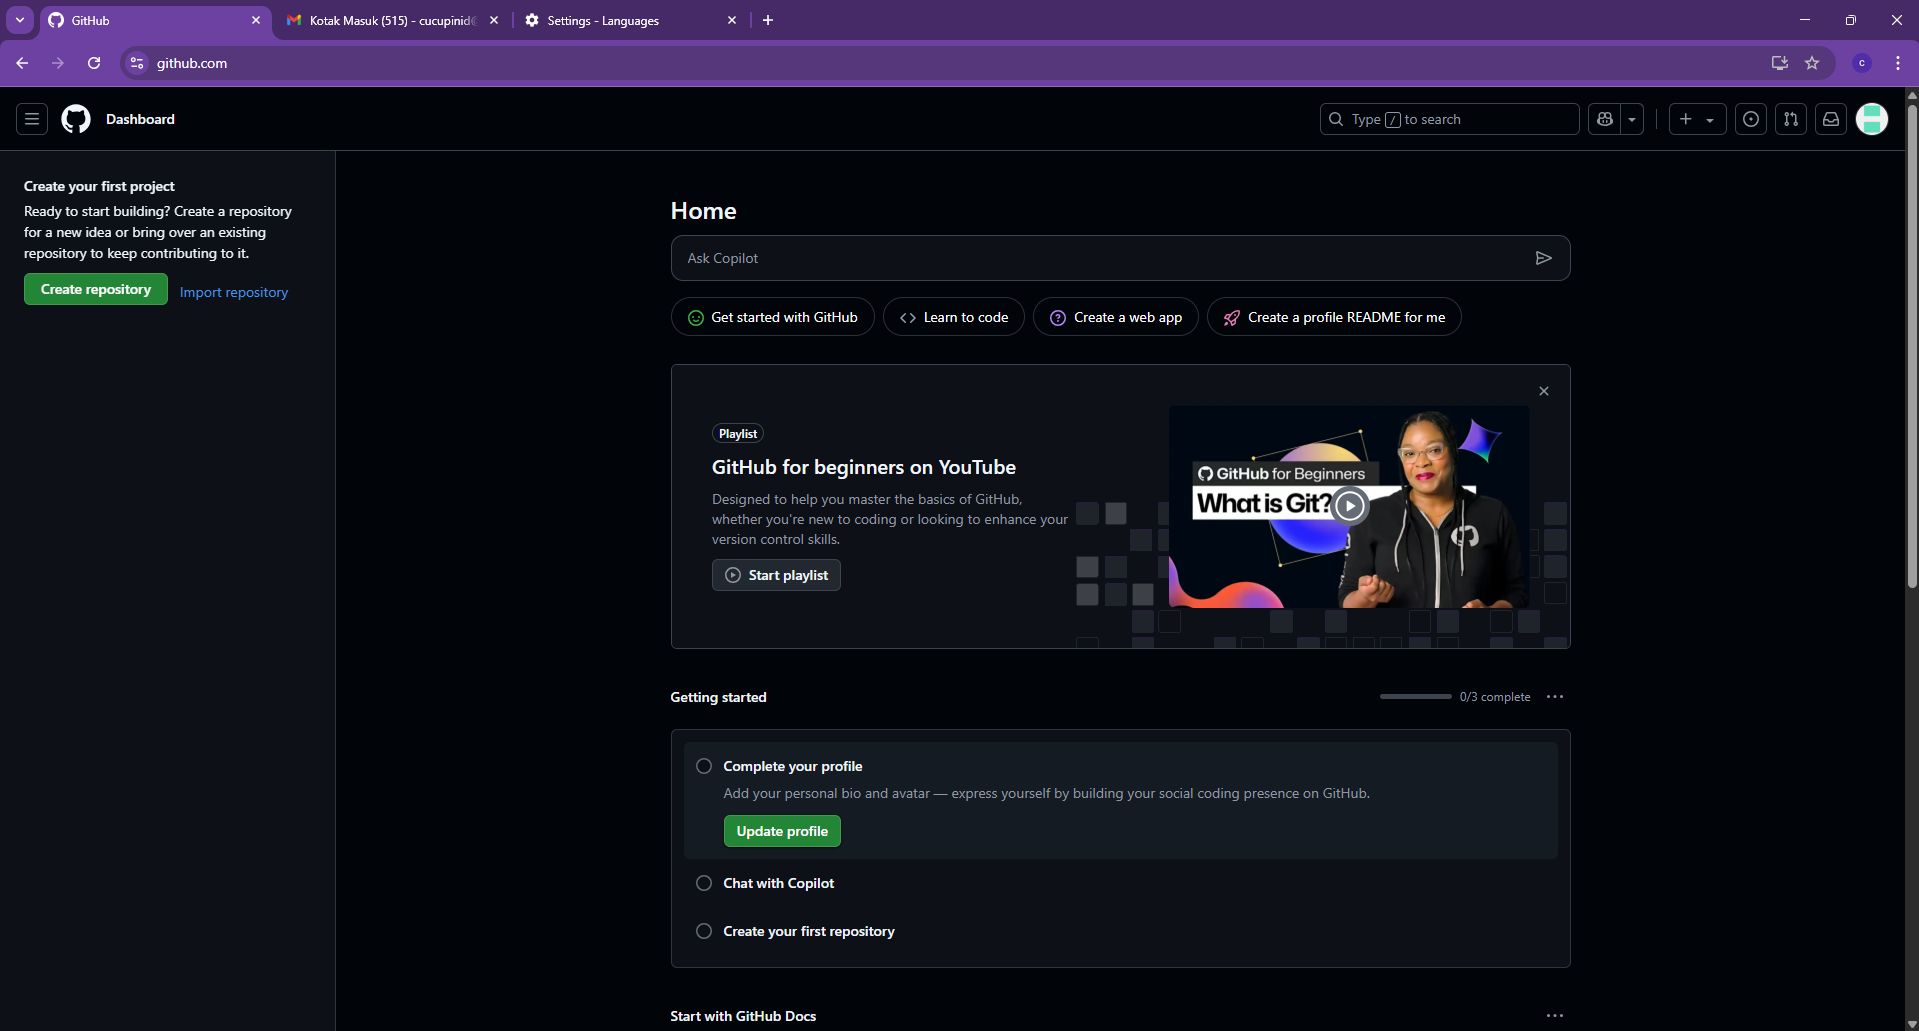 GitHub
Kotak Masuk (515) - cucupinid
Settings - Languages
github.com
c
Dashboard
Type / to search
Create your first project
Ready to start building? Create a repository
for a new idea or bring over an existing
repository to keep contributing to it.
Create repository
Import repository
Home
Ask Copilot
Get started with GitHub
Learn to code
Create a web app
Create a profile README for me
Playlist
GitHub for beginners on YouTube
Designed to help you master the basics of GitHub,
whether you're new to coding or looking to enhance your
version control skills.
Start playlist
GitHub for Beginners
What is Git?
Getting started
0/3 complete
Complete your profile
Add your personal bio and avatar — express yourself by building your social coding presence on GitHub.
Update profile
Chat with Copilot
Create your first repository
Start with GitHub Docs